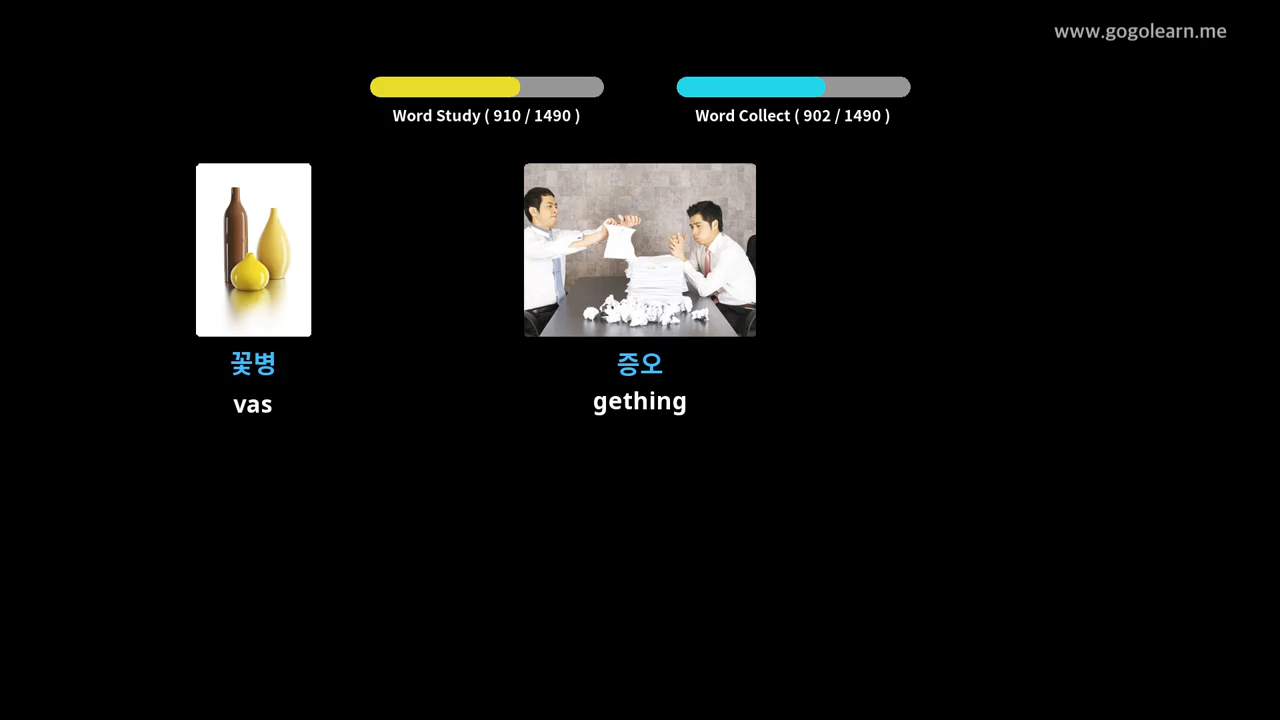 www.gogolearn.me
Word Study ( 910 / 1490 )
Word Collect ( 902 / 1490 )
꽃병
vas
증오
gething